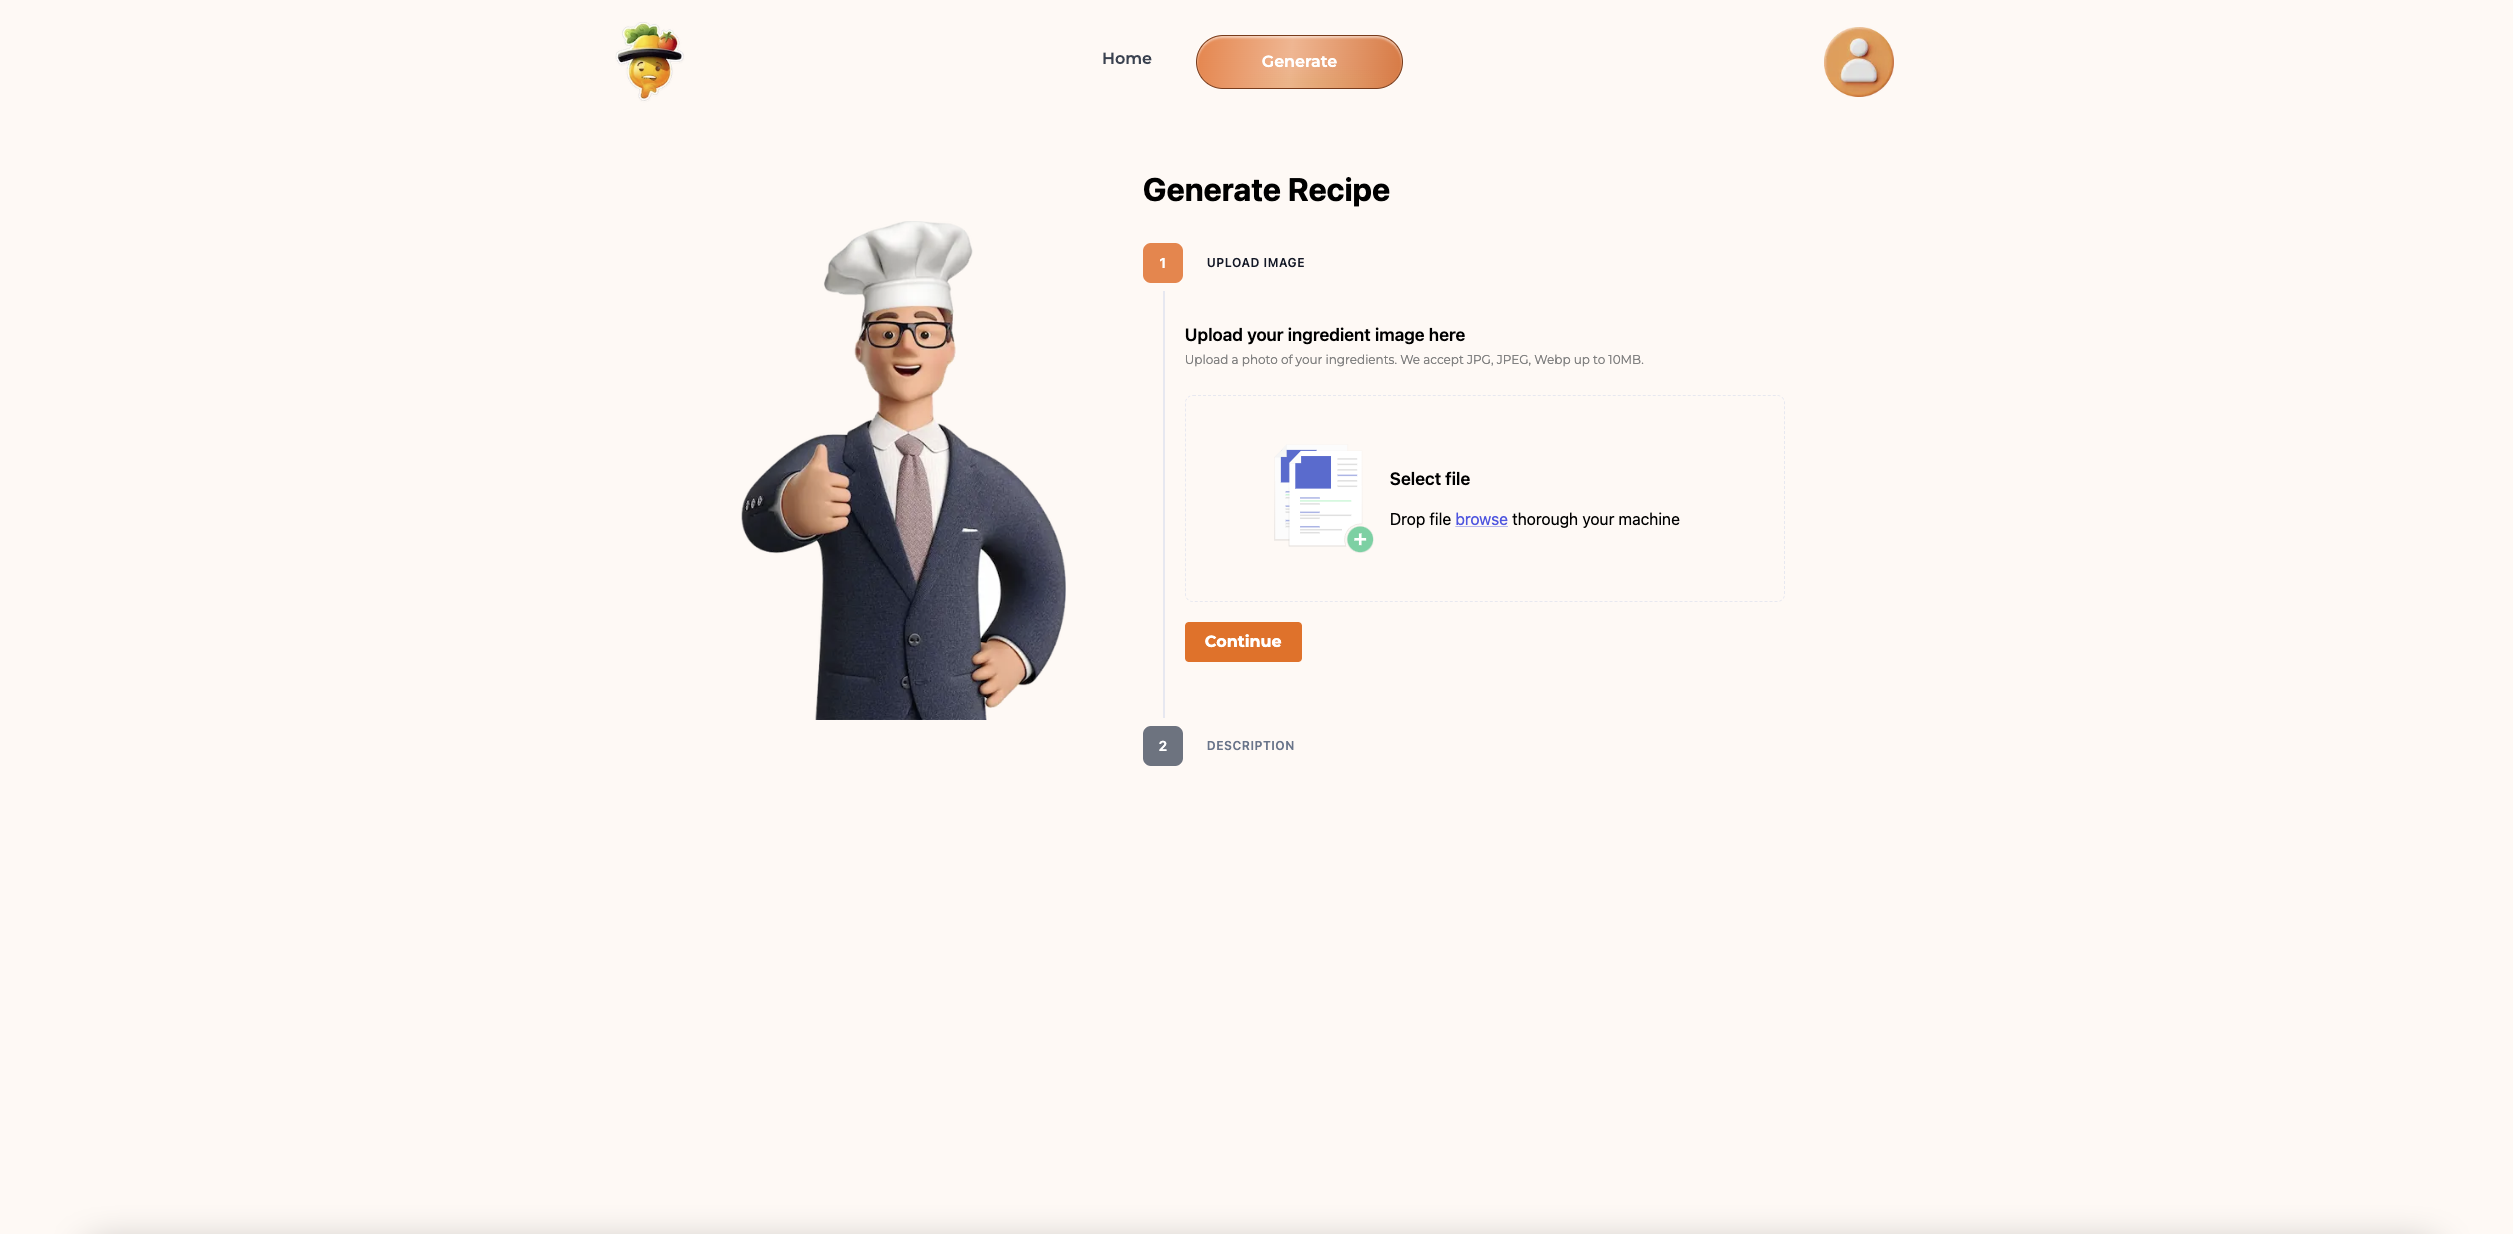 Home
Generate
Generate Recipe
1
UPLOAD IMAGE
Upload your ingredient image here
Upload a photo of your ingredients. We accept JPG, JPEG, Webp up to 10MB.
Select file
Drop file browse thorough your machine
Continue
2
DESCRIPTION